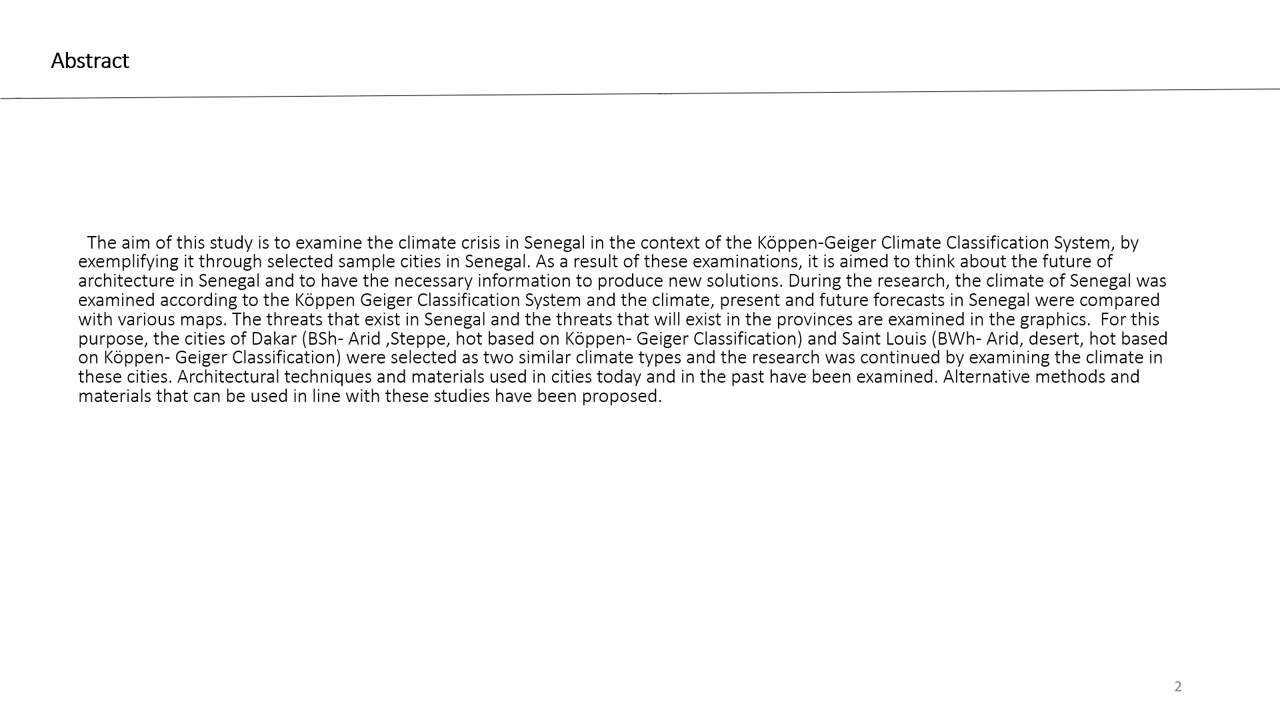 Abstract
The aim of this study is to examine the climate crisis in Senegal in the context of the Köppen-Geiger Climate Classification System, by
exemplifying it through selected sample cities in Senegal. As a result of these examinations, it is aimed to think about the future of
architecture in Senegal and to have the necessary information to produce new solutions. During the research, the climate of Senegal was
examined according to the Köppen Geiger Classification System and the climate, present and future forecasts in Senegal were compared
with various maps. The threats that exist in Senegal and the threats that will exist in the provinces are examined in the graphics.  For this
purpose, the cities of Dakar (BSh- Arid ,Steppe, hot based on Köppen- Geiger Classification) and Saint Louis (BWh- Arid, desert, hot based
on Köppen- Geiger Classification) were selected as two similar climate types and the research was continued by examining the climate in
these cities. Architectural techniques and materials used in cities today and in the past have been examined. Alternative methods and
materials that can be used in line with these studies have been proposed.
2